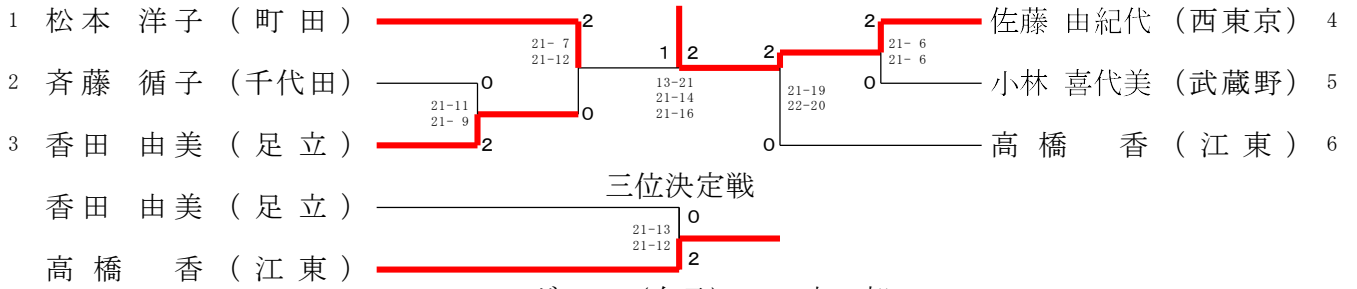 1 松本 洋子 ( 町 田 ) 2 2 佐藤 由紀代 (西東京) 4
21- 7
21-12
1 2 2
21- 6
21- 6
2 斉藤 循子 (千代田) 0 0 小林 喜代美 (武蔵野) 5
21-11
21- 9
13-21
21-14
21-16
21-19
22-20
0
3 香田 由美 ( 足 立 ) 2 0 高橋 香 ( 江 東 ) 6
三位決定戦
香田 由美 ( 足 立 ) 0
21-13
21-12
高橋 香 ( 江 東 ) 2